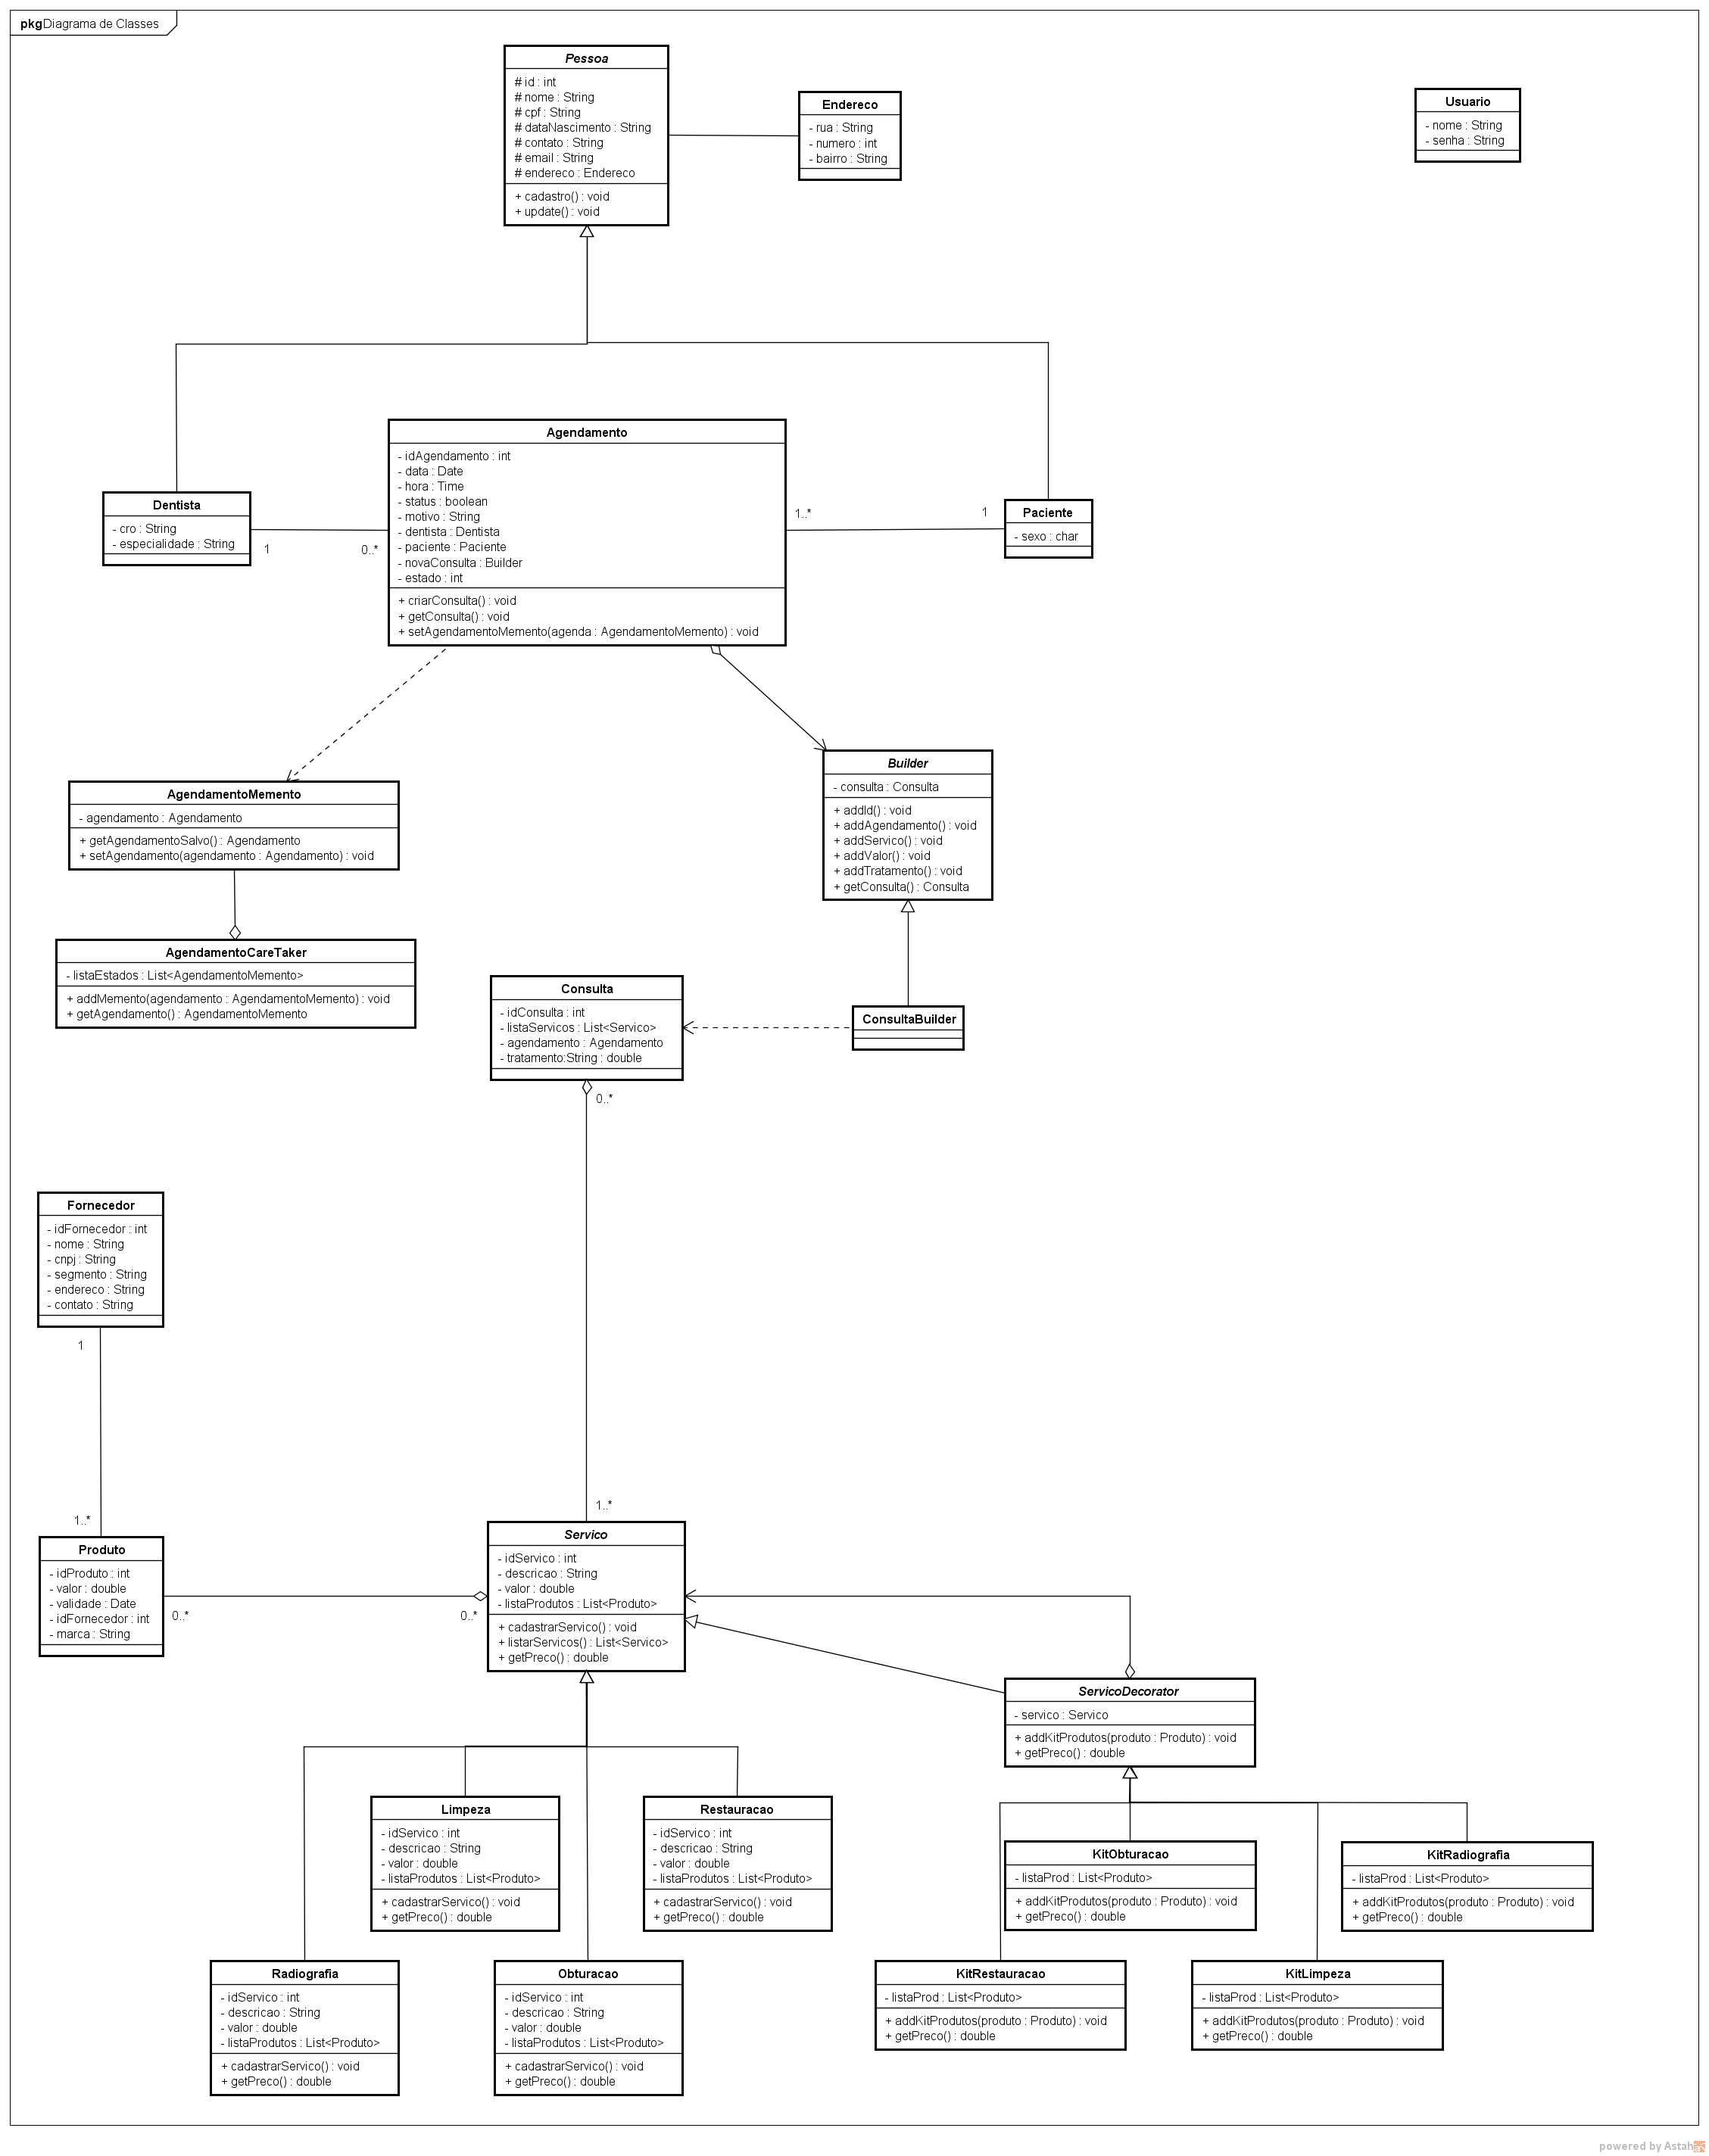 pkg Diagrama de Classes
Pessoa
# id : int
# nome : String
# cpf : String
# dataNascimento : String
# contato : String
# email : String
# endereco : Endereco
+ cadastro() : void
+ update() : void
Endereco
- rua : String
- numero : int
- bairro : String
Usuario
- nome : String
- senha : String
Agendamento
- idAgendamento : int
- data : Date
- hora : Time
- status : boolean
- motivo : String
- dentista : Dentista
- paciente : Paciente
- novaConsulta : Builder
- estado : int
+ criarConsulta() : void
+ getConsulta() : void
+ setAgendamentoMemento(agenda : AgendamentoMemento) : void
Dentista
- cro : String
- especialidade : String
1
0..*
1..*
1
Paciente
- sexo : char
Builder
- consulta : Consulta
+ addId() : void
+ addAgendamento() : void
+ addServico() : void
+ addValor() : void
+ addTratamento() : void
+ getConsulta() : Consulta
AgendamentoMemento
- agendamento : Agendamento
+ getAgendamentoSalvo() : Agendamento
+ setAgendamento(agendamento : Agendamento) : void
AgendamentoCareTaker
- listaEstados : List<AgendamentoMemento>
+ addMemento(agendamento : AgendamentoMemento) : void
+ getAgendamento() : AgendamentoMemento
Consulta
- idConsulta : int
- listaServicos : List<Servico>
- agendamento : Agendamento
- tratamento:String : double
ConsultaBuilder
0..*
Fornecedor
- idFornecedor : int
- nome : String
- cnpj : String
- segmento : String
- endereco : String
- contato : String
1
1..*
1..*
Produto
- idProduto : int
- valor : double
- validade : Date
- idFornecedor : int
- marca : String
0..*
0..*
Servico
- idServico : int
- descricao : String
- valor : double
- listaProdutos : List<Produto>
+ cadastrarServico() : void
+ listarServicos() : List<Servico>
+ getPreco() : double
ServicoDecorator
- servico : Servico
+ addKitProdutos(produto : Produto) : void
+ getPreco() : double
Limpeza
- idServico : int
- descricao : String
- valor : double
- listaProdutos : List<Produto>
+ cadastrarServico() : void
+ getPreco() : double
Restauracao
- idServico : int
- descricao : String
- valor : double
- listaProdutos : List<Produto>
+ cadastrarServico() : void
+ getPreco() : double
KitObturacao
- listaProd : List<Produto>
+ addKitProdutos(produto : Produto) : void
+ getPreco() : double
KitRadiografia
- listaProd : List<Produto>
+ addKitProdutos(produto : Produto) : void
+ getPreco() : double
Radiografia
- idServico : int
- descricao : String
- valor : double
- listaProdutos : List<Produto>
+ cadastrarServico() : void
+ getPreco() : double
Obturacao
- idServico : int
- descricao : String
- valor : double
- listaProdutos : List<Produto>
+ cadastrarServico() : void
+ getPreco() : double
KitRestauracao
- listaProd : List<Produto>
+ addKitProdutos(produto : Produto) : void
+ getPreco() : double
KitLimpeza
- listaProd : List<Produto>
+ addKitProdutos(produto : Produto) : void
+ getPreco() : double
powered by Astah